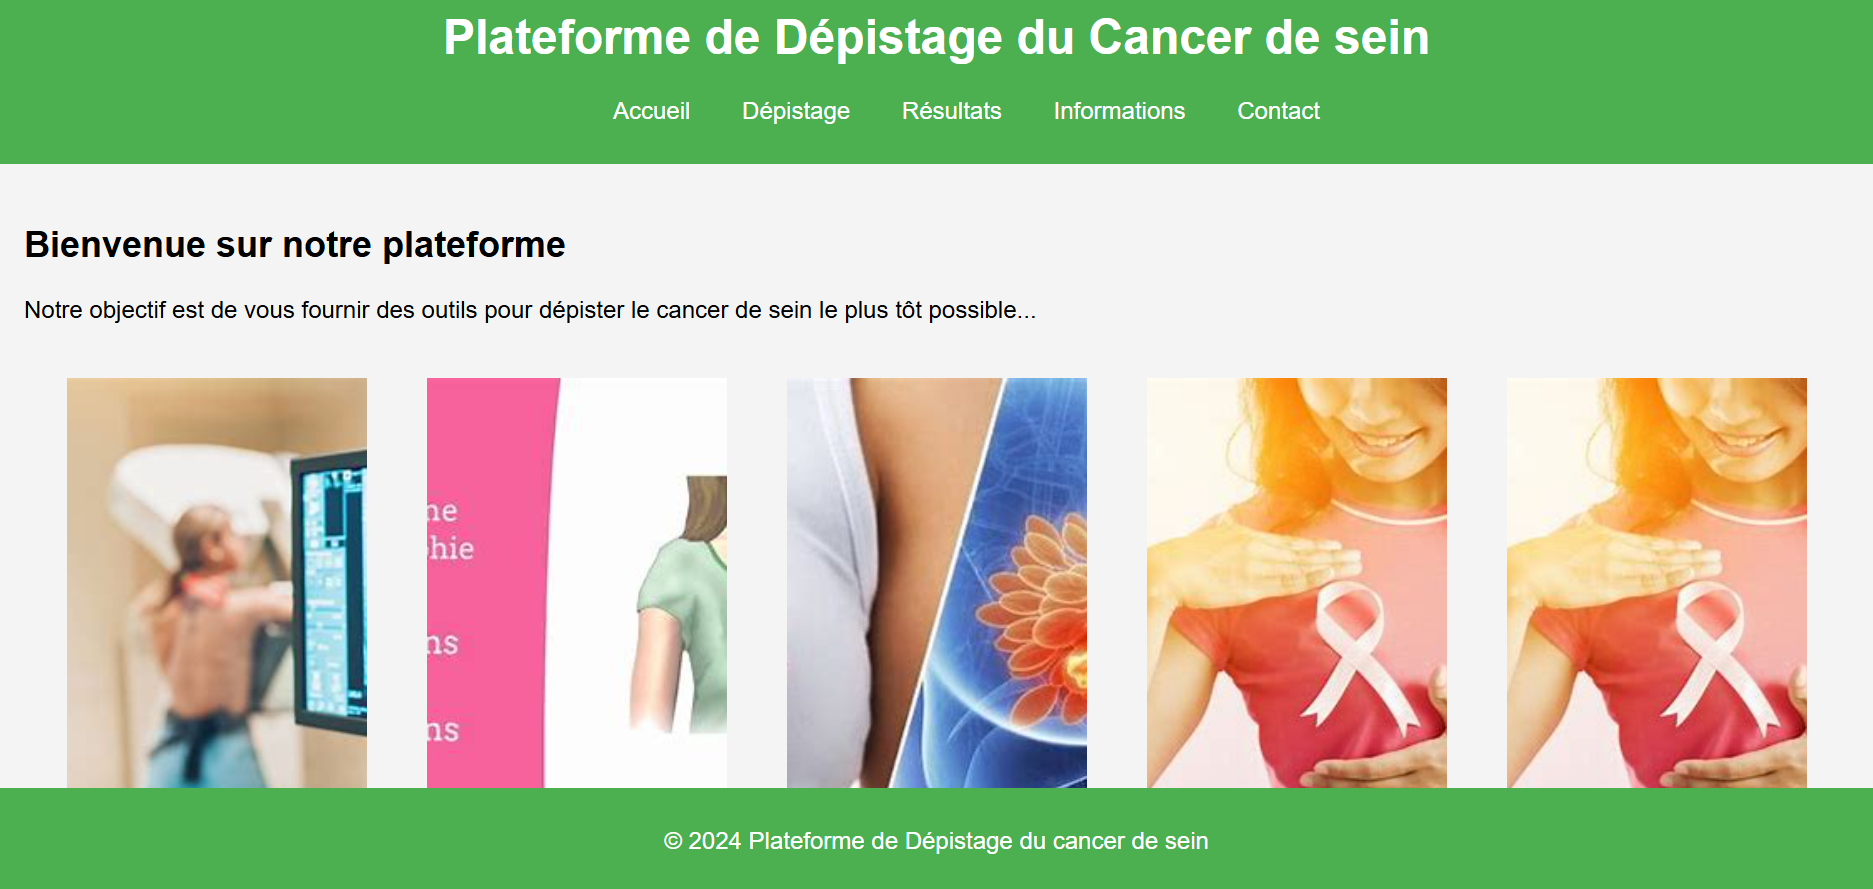 Plateforme de Dépistage du Cancer de sein
Accueil Dépistage Résultats Informations Contact
Bienvenue sur notre plateforme
Notre objectif est de vous fournir des outils pour dépister le cancer de sein le plus tôt possible...
ne
hie
ns
ns
© 2024 Plateforme de Dépistage du cancer de sein